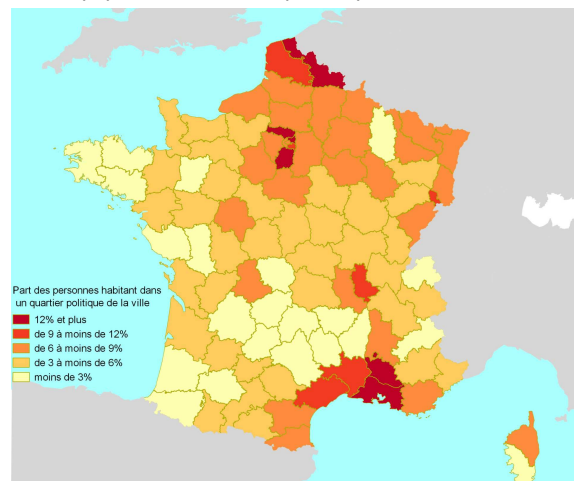 Part des personnes habitant dans
un quartier politique de la ville
12% et plus
de 9 à moins de 12%
de 6 à moins de 9%
de 3 à moins de 6%
moins de 3%